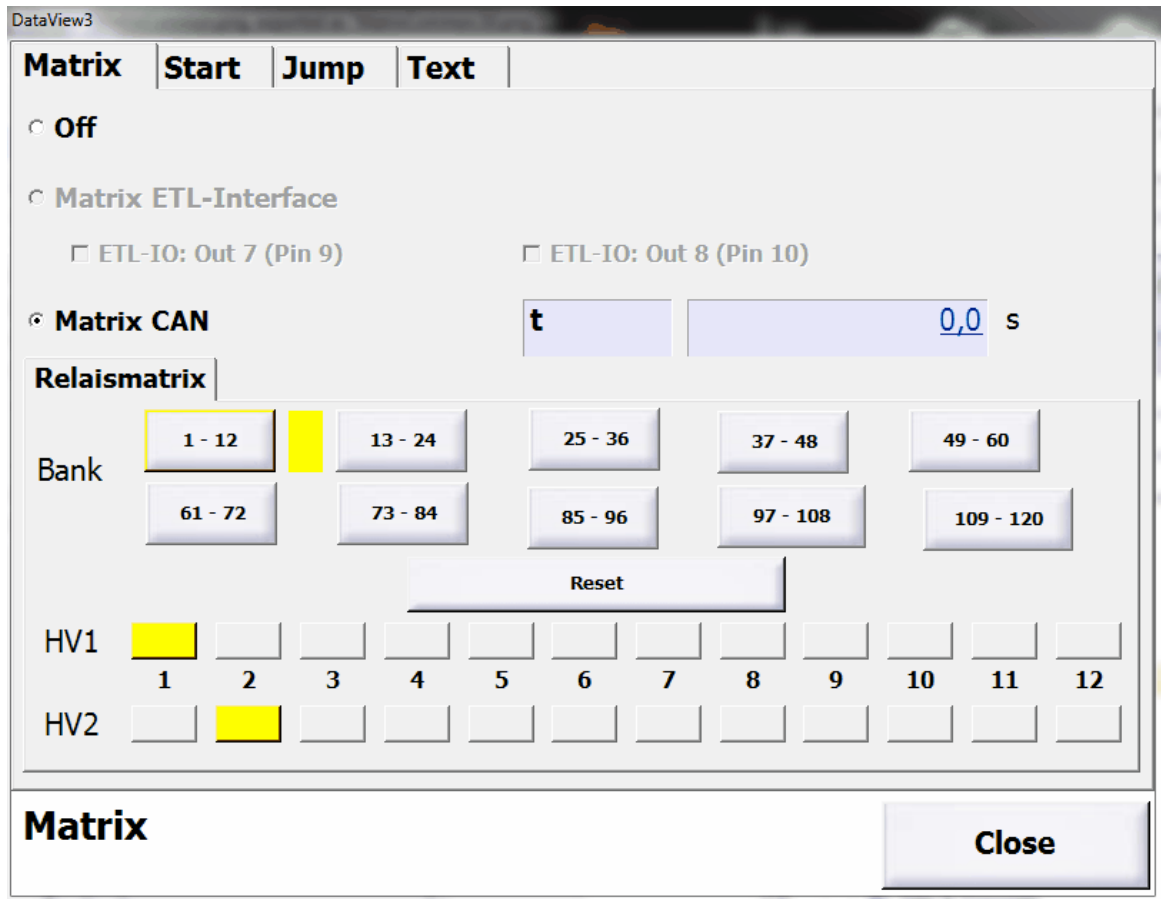 DataView3
Matrix Start Jump Text
Off
Matrix ETL-Interface
ETL-IO: Out 7 (Pin 9) ETL-IO: Out 8 (Pin 10)
Matrix CAN t 0,0 s
Relaismatrix
Bank
1 - 12 13 - 24 25 - 36 37 - 48 49 - 60
61 - 72 73 - 84 85 - 96 97 - 108 109 - 120
Reset
HV1
1 2 3 4 5 6 7 8 9 10 11 12
HV2
Matrix Close